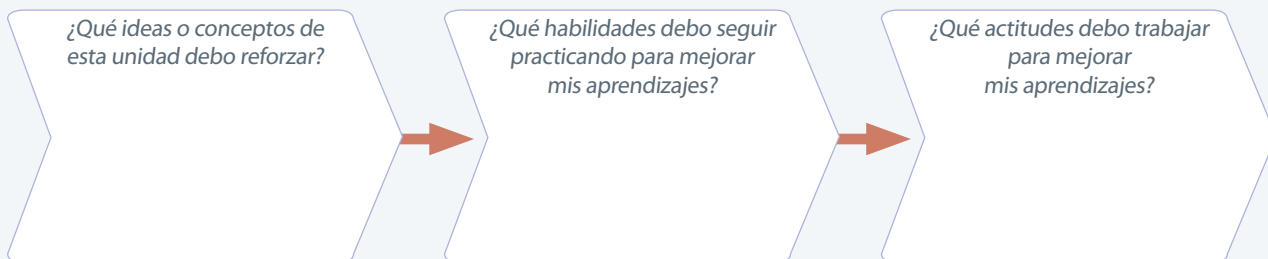 ¿Qué ideas o conceptos de
esta unidad debo reforzar?
¿Qué habilidades debo seguir
practicando para mejorar
mis aprendizajes?
¿Qué actitudes debo trabajar
para mejorar
mis aprendizajes?